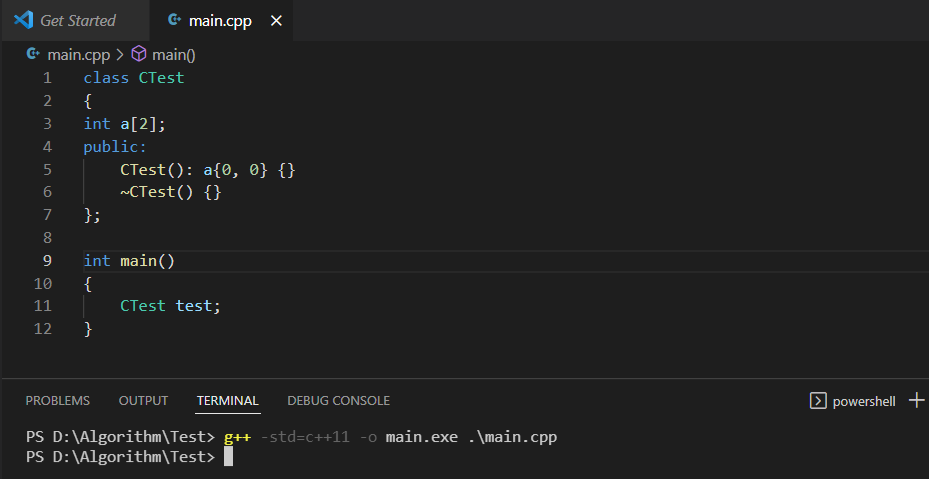 Get Started main.cpp
main.cpp > main()
1 class CTest
2 {
3 int a[2];
4 public:
5     CTest(): a{0, 0} {}
6     ~CTest() {}
7 };
8
9 int main()
10 {
11     CTest test;
12 }
PROBLEMS OUTPUT TERMINAL DEBUG CONSOLE powershell
PS D:\Algorithm\Test> g++ -std=c++11 -o main.exe .\main.cpp
PS D:\Algorithm\Test>